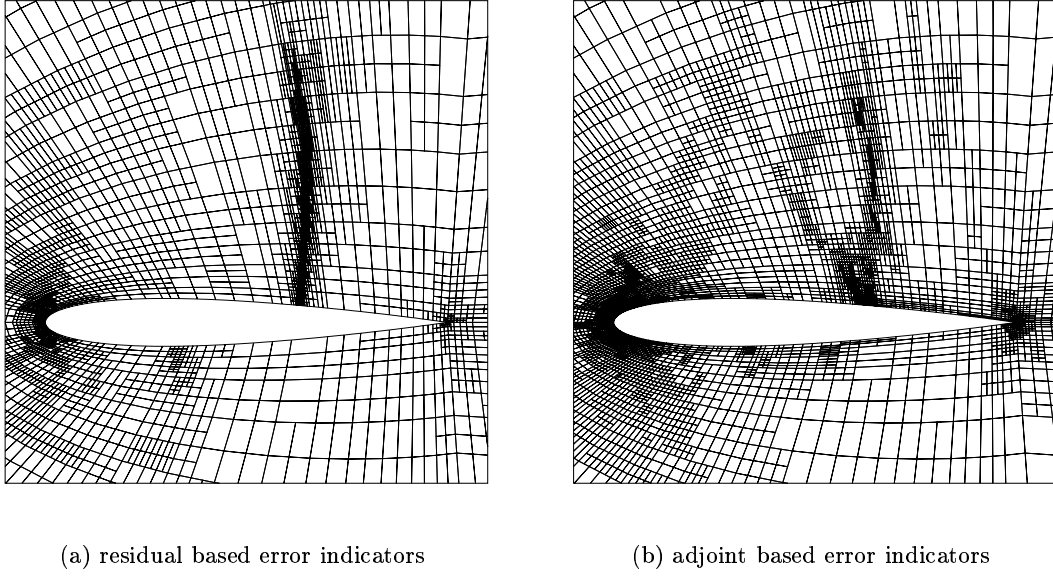 (a) residual based error indicators
(b) adjoint based error indicators